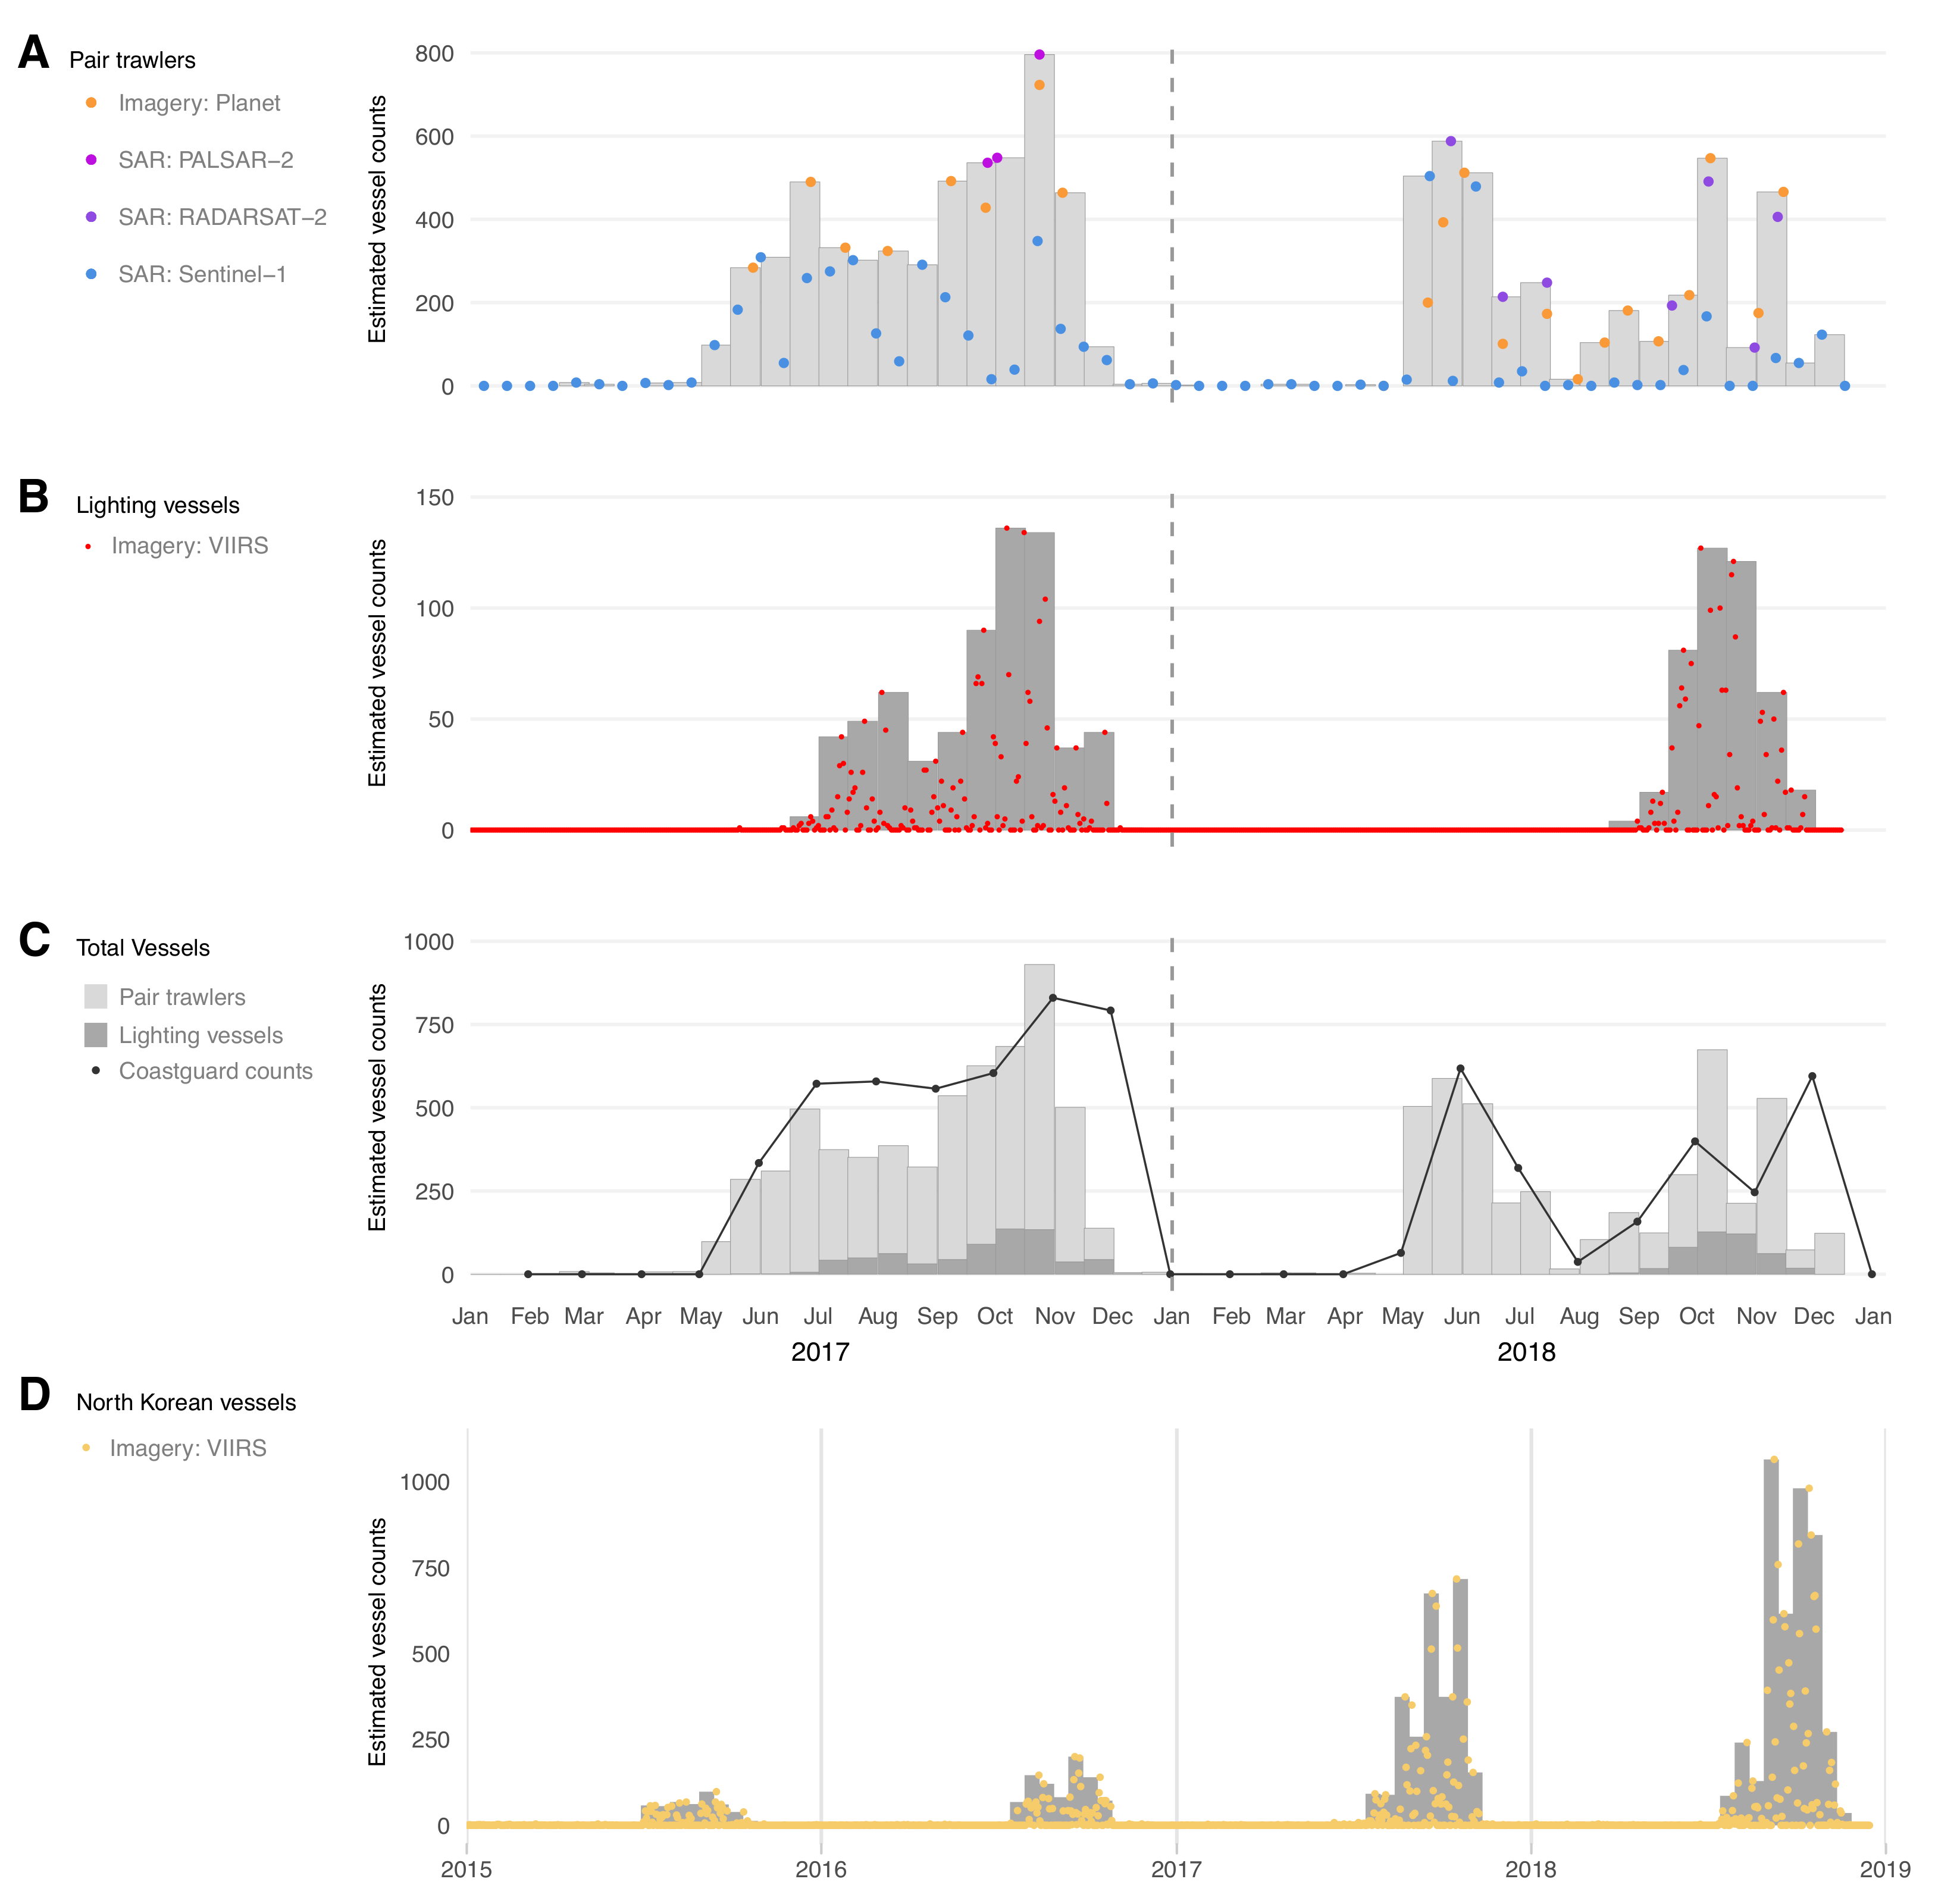 A
Pair trawlers
Imagery: Planet
SAR: PALSAR−2
SAR: RADARSAT−2
SAR: Sentinel−1
Estimated vessel counts
800
600
400
200
0
B
Lighting vessels
Imagery: VIIRS
Estimated vessel counts
150
100
50
0
C
Total Vessels
Pair trawlers
Lighting vessels
Coastguard counts
Estimated vessel counts
1000
750
500
250
0
Jan Feb Mar Apr May Jun Jul Aug Sep Oct Nov Dec Jan Feb Mar Apr May Jun Jul Aug Sep Oct Nov Dec Jan
2017 2018
D
North Korean vessels
Imagery: VIIRS
Estimated vessel counts
1000
750
500
250
0
2015 2016 2017 2018 2019